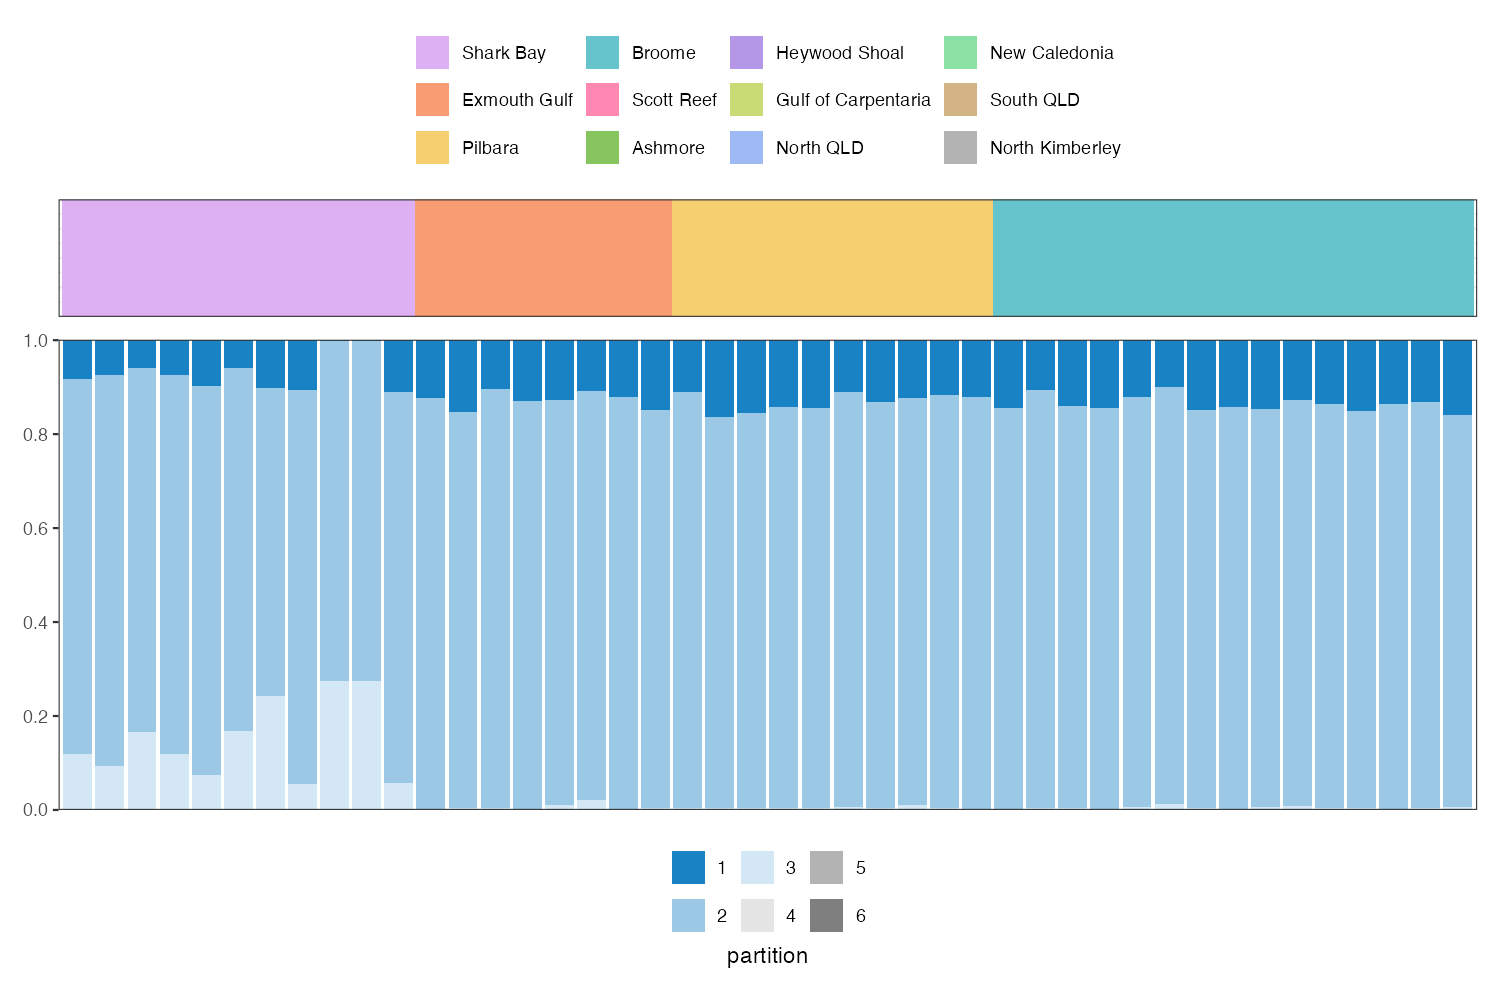 Shark Bay Broome Heywood Shoal New Caledonia
Exmouth Gulf Scott Reef Gulf of Carpentaria South QLD
Pilbara Ashmore North QLD North Kimberley
1.0
0.8
0.6
0.4
0.2
0.0
1 3 5
2 4 6
partition